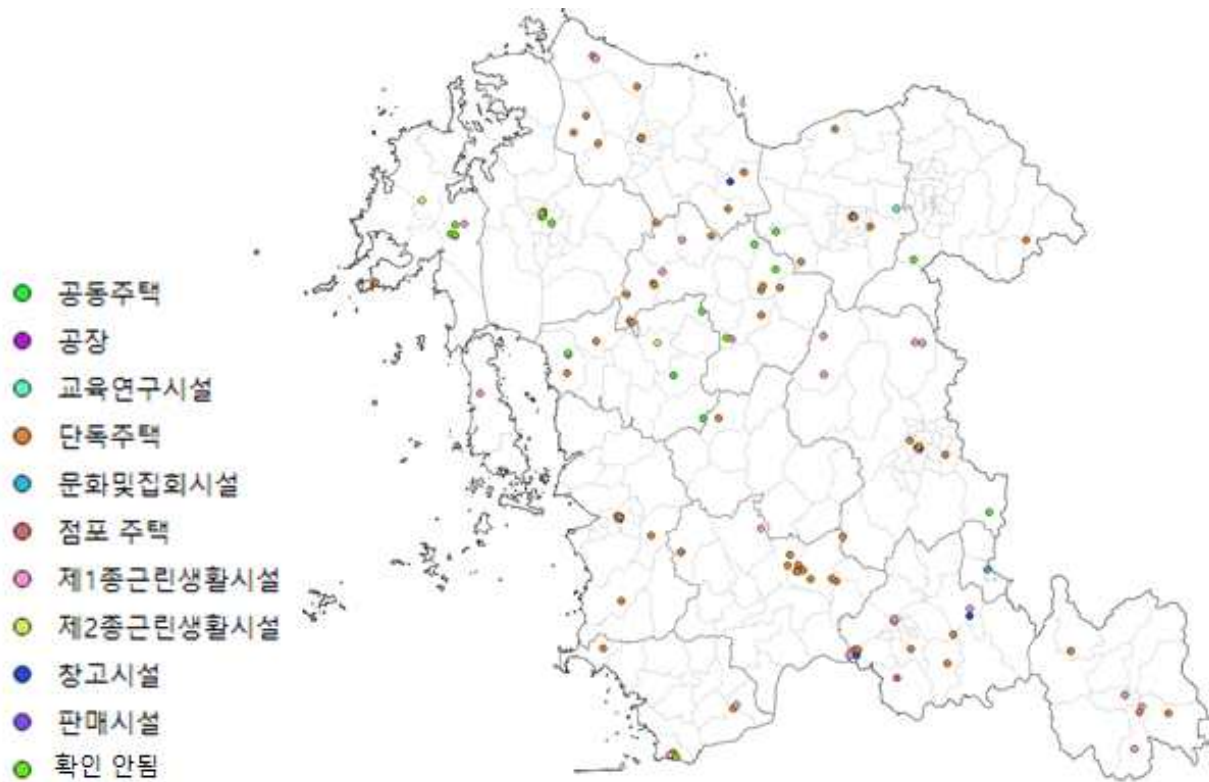 공동주택
공장
교육연구시설
단독주택
문화및집회시설
점포 주택
제1종근린생활시설
제2종근린생활시설
창고시설
판매시설
확인 안됨